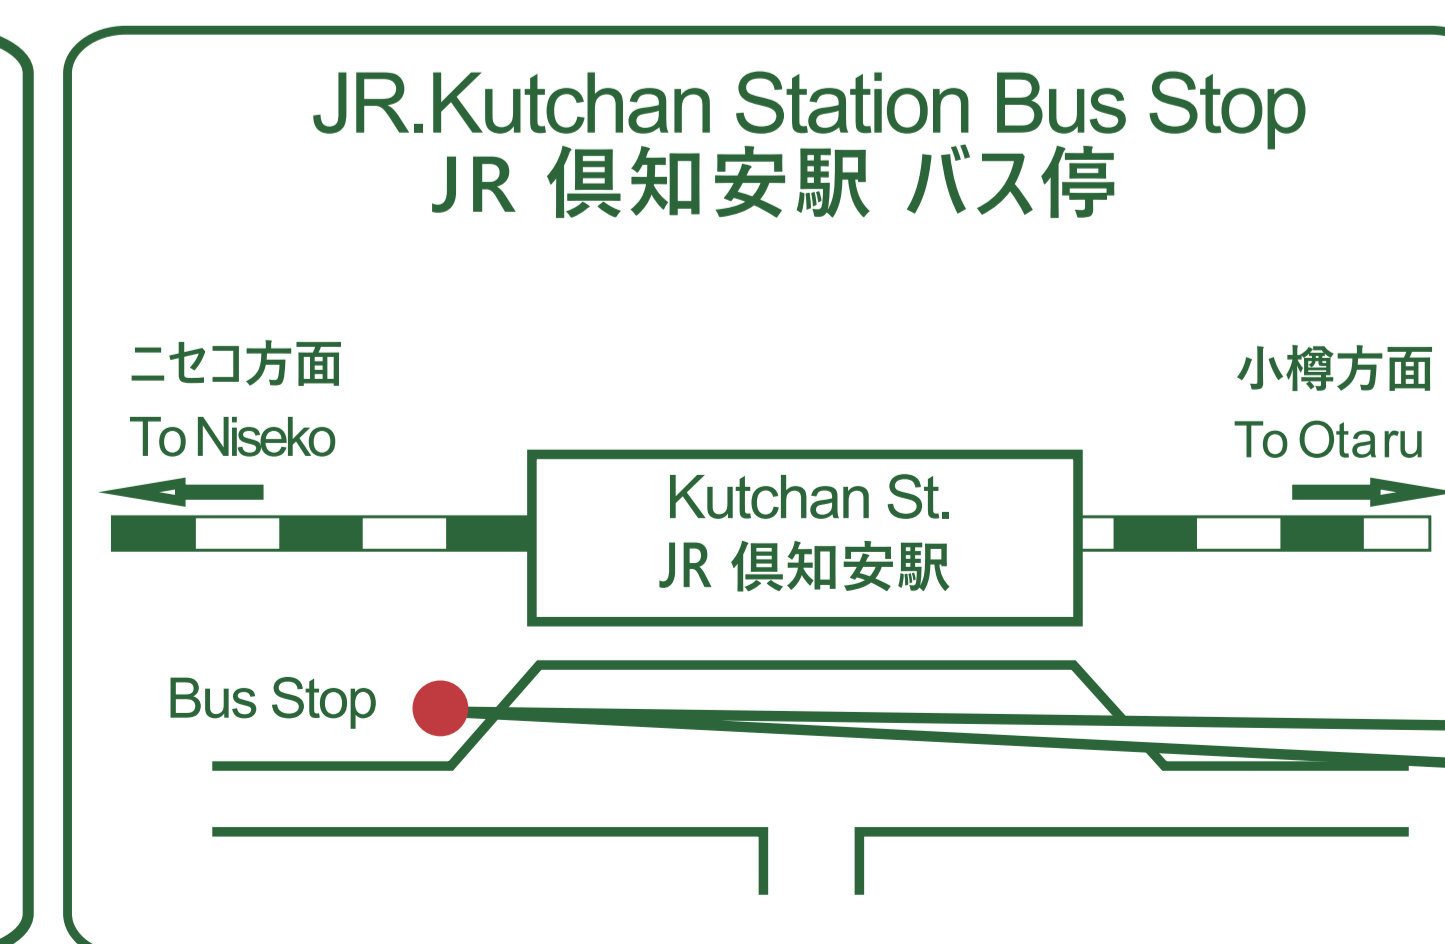 JR.Kutchan Station Bus Stop
JR 倶知安駅 バス停
ニセコ方面
To Niseko
小樽方面
To Otaru
Kutchan St.
JR 倶知安駅
Bus Stop